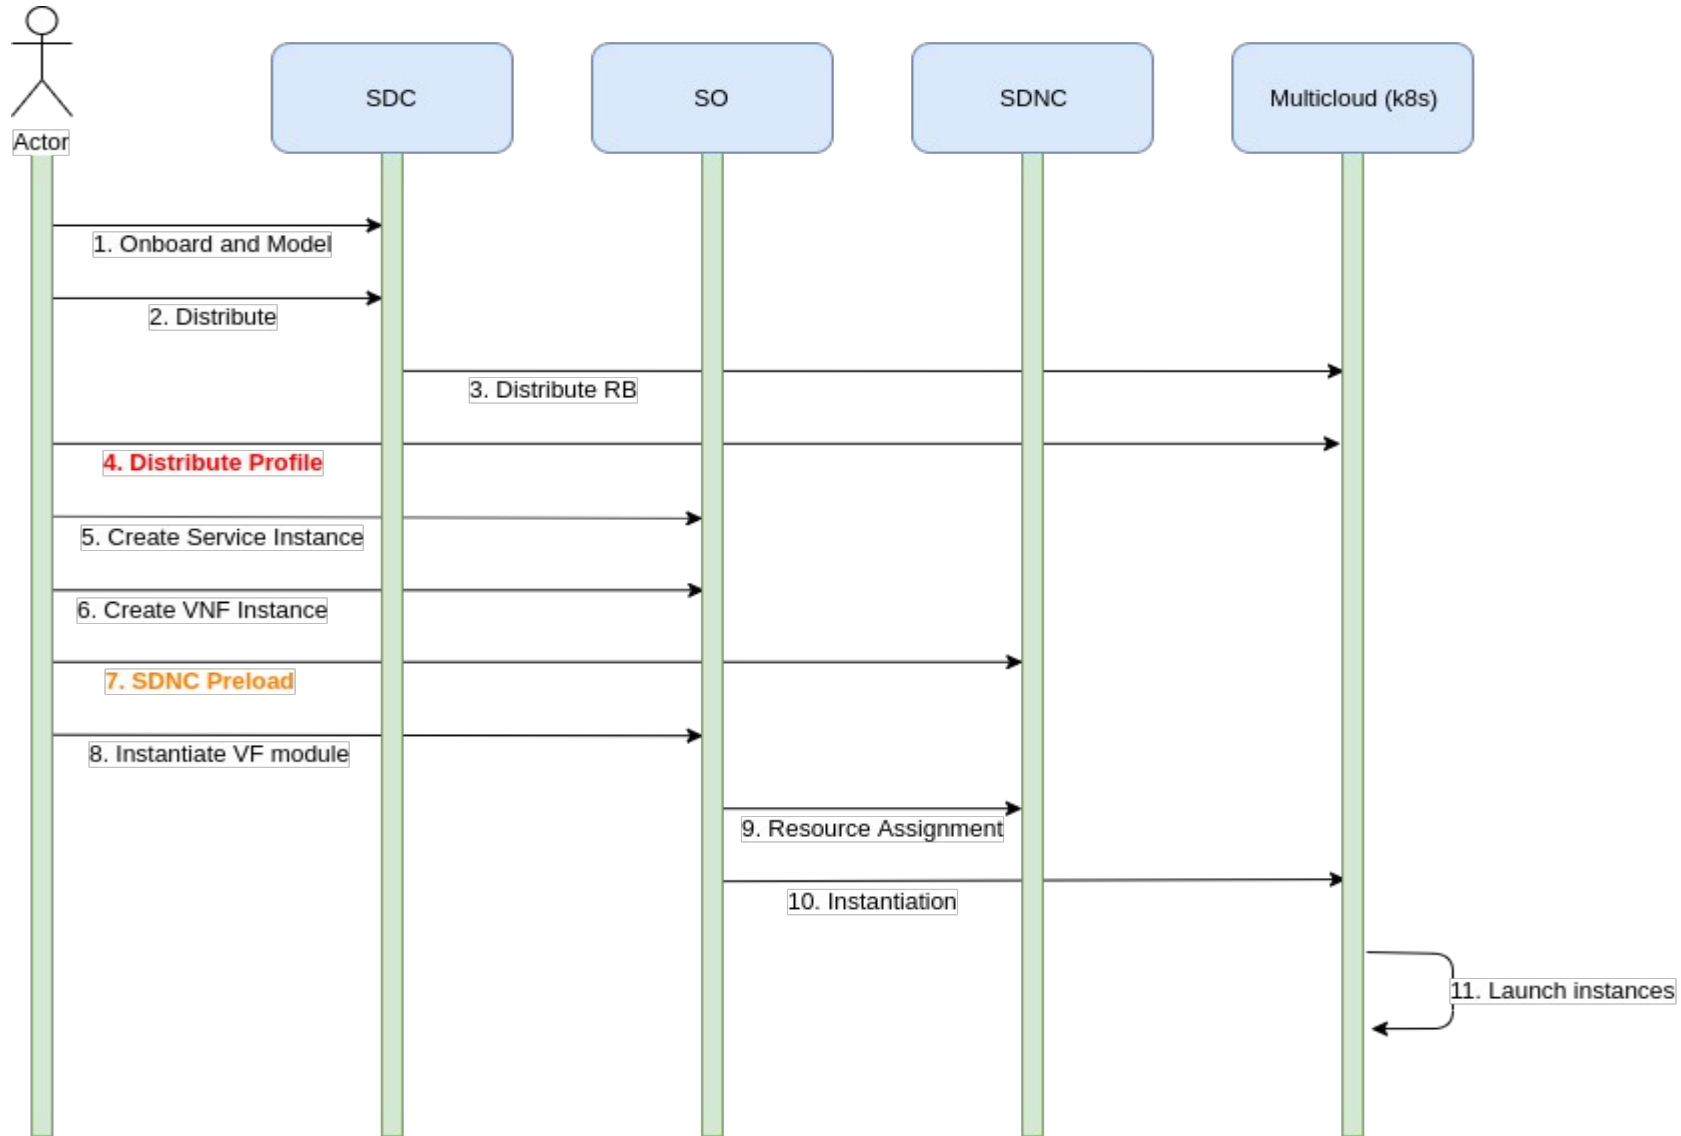 Actor
SDC
SO
SDNC
Multicloud (k8s)
1. Onboard and Model
2. Distribute
3. Distribute RB
4. Distribute Profile
5. Create Service Instance
6. Create VNF Instance
7. SDNC Preload
8. Instantiate VF module
9. Resource Assignment
10. Instantiation
11. Launch instances